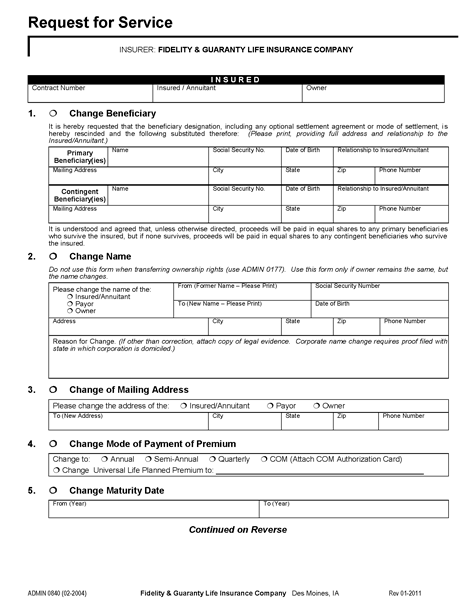 Request for Service
INSURER: FIDELITY & GUARANTY LIFE INSURANCE COMPANY
INSURED
Contract Number Insured / Annuitant Owner
1. Change Beneficiary
It is hereby requested that the beneficiary designation, including any optional settlement agreement or mode of settlement, is
hereby rescinded and the following substituted therefore: (Please print, providing full address and relationship to the
Insured/Annuitant.)
Primary Beneficiary(ies) Name Social Security No. Date of Birth Relationship to Insured/Annuitant
Mailing Address City State Zip Phone Number
Contingent Beneficiary(ies) Name Social Security No. Date of Birth Relationship to Insured/Annuitant
Mailing Address City State Zip Phone Number
It is understood and agreed that, unless otherwise directed, proceeds will be paid in equal shares to any primary beneficiaries
who survive the insured, but if none survives, proceeds will be paid in equal shares to any contingent beneficiaries who survive
the insured.
2. Change Name
Do not use this form when transferring ownership rights (use ADMIN 0177). Use this form only if owner remains the same, but
the name changes.
Please change the name of the:
Insured/Annuitant
Payor
Owner
From (Former Name – Please Print) Social Security Number
To (New Name – Please Print) Date of Birth
Address City State Zip Phone Number
Reason for Change. (If other than correction, attach copy of legal evidence. Corporate name change requires proof filed with
state in which corporation is domiciled.)
3. Change of Mailing Address
Please change the address of the: Insured/Annuitant Payor Owner
To (New Address) City State Zip Phone Number
4. Change Mode of Payment of Premium
Change to: Annual Semi-Annual Quarterly COM (Attach COM Authorization Card)
Change Universal Life Planned Premium to:
5. Change Maturity Date
From (Year) To (Year)
Continued on Reverse
ADMIN 0840 (02-2004) Fidelity & Guaranty Life Insurance Company Des Moines, IA Rev 01-2011